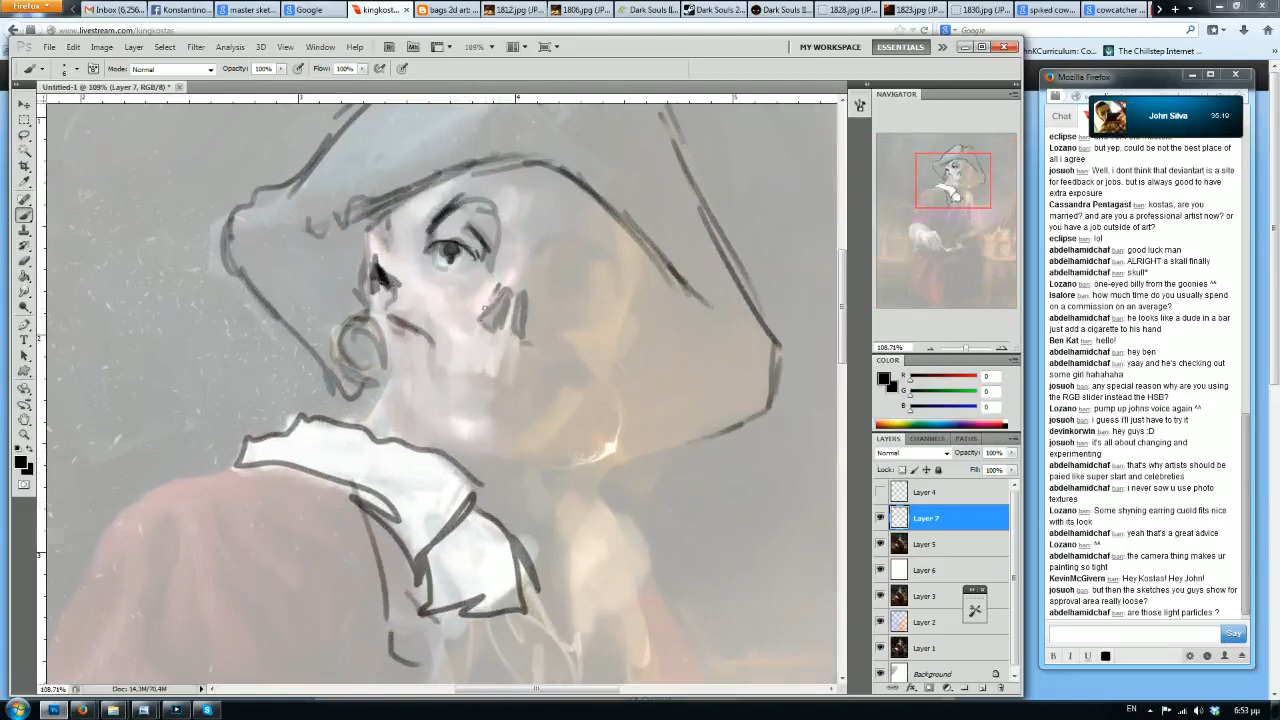 Firefox
Inbox (6,256...
Konstantino...
master sketc...
Google
kingkost...
bags 2d art: ...
1812.jpg (JP...
1806.jpg (JP...
Dark Souls II...
Dark Souls 2...
Dark Souls II...
1828.jpg (JP...
1823.jpg (JP...
1830.jpg (JP...
spiked cow...
cowcatcher ...
www.livestream.com/kingkostas
Google
The Chillstep Internet ...
Ps File Edit Image Layer Select Filter Analysis 3D View Window Help Br Mb 109%
MY WORKSPACE ESSENTIALS
6 Mode: Normal Opacity: 100% Flow: 100%
Untitled-1 @ 109% (Layer 7, RGB/8) *
NAVIGATOR
108.71%
COLOR
R 0
G 0
B 0
LAYERS CHANNELS PATHS
Normal Opacity: 100%
Lock: Fill: 100%
Layer 4
Layer 7
Layer 5
Layer 6
Layer 3
Layer 2
Layer 1
Background
108.71% Doc: 14,3M/70,4M
Mozilla Firefox
John Silva 35:19
Chat
Lozano ban: but yep, could be not the best place of
all i agree
josuoh ban: Well, i dont think that deviantart is a site
for feedback or jobs, but is always good to have
extra exposure
Cassandra Pentagast ban: kostas, are you
married? and are you a professional artist now? or
you have a job outside of art?
eclipse ban: lol
abdelhamidchaf ban: good luck man
abdelhamidchaf ban: ALRIGHT a skall finally
abdelhamidchaf ban: skull*
Lozano ban: one-eyed billy from the goonies ^^
isalore ban: how much time do you usually spend
on a commission on an average?
abdelhamidchaf ban: he looks like a dude in a bar
just add a cigarette to his hand
Ben Kat ban: hello!
abdelhamidchaf ban: hey ben
abdelhamidchaf ban: yaay and he's checking out
some girl hahahaha
josuoh ban: any special reason why are you using
the RGB slider instead the HSB?
Lozano ban: pump up johns voice again ^^
josuoh ban: i guess i'll just have to try it
devinkorwin ban: hey guys :D
josuoh ban: it's all about changing and
experimenting
abdelhamidchaf ban: that's why artists should be
paied like super start and celebreties
abdelhamidchaf ban: i never sow u use photo
textures
Lozano ban: Some shyning earring cuold fits nice
with its look
abdelhamidchaf ban: yeah that's a great advice
Lozano ban: ^^
abdelhamidchaf ban: the camera thing makes ur
painting so tight
KevinMcGivern ban: Hey Kostas! Hey John!
josuoh ban: but then the sketches you guys show for
approval area really loose?
abdelhamidchaf ban: are those light particles ?
Say
B I U
EN 6:53 μμ